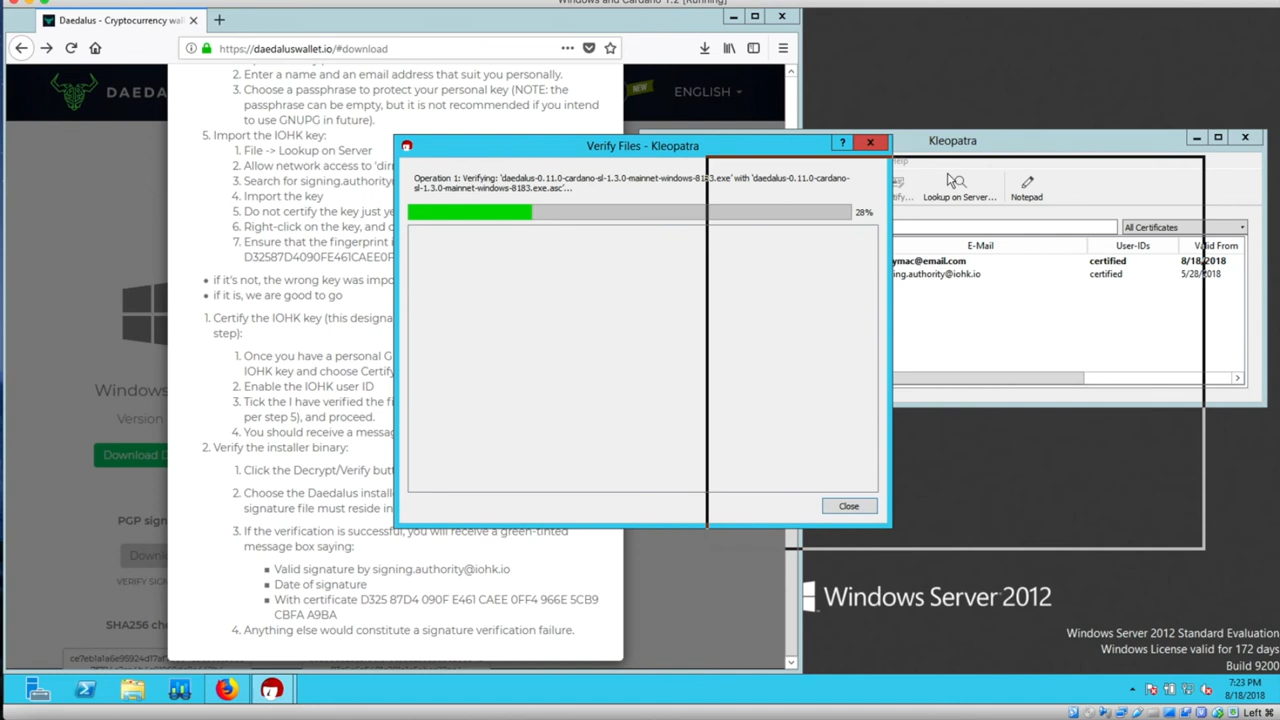 Windows and Cardano 1.2 [Running]
Daedalus - Cryptocurrency wal
https://daedaluswallet.io/#download
DAEDA
NEW
ENGLISH
2. Enter a name and an email address that suit you personally.
3. Choose a passphrase to protect your personal key (NOTE: the
passphrase can be empty, but it is not recommended if you intend
to use GNUPG in future).
5. Import the IOHK key:
1. File -> Lookup on Server
2. Allow network access to 'dir
3. Search for signing.authority
4. Import the key
5. Do not certify the key just ye
6. Right-click on the key, and c
7. Ensure that the fingerprint i
D32587D4090FE461CAEE0F
• if it's not, the wrong key was impo
• if it is, we are good to go
1. Certify the IOHK key (this designa
step):
1. Once you have a personal G
IOHK key and choose Certify
2. Enable the IOHK user ID
3. Tick the I have verified the fi
per step 5), and proceed.
4. You should receive a messag
2. Verify the installer binary:
1. Click the Decrypt/Verify butt
2. Choose the Daedalus install
signature file must reside in
3. If the verification is successful, you will receive a green-tinted
message box saying:
■ Valid signature by signing.authority@iohk.io
■ Date of signature
■ With certificate D325 87D4 090F E461 CAEE 0FF4 966E 5CB9
CBFA A9BA
4. Anything else would constitute a signature verification failure.
Windows
Version
Download D
PGP sign
Downlo
VERIFY SIGN
SHA256 che
ce7eb1a1a6e95924d17af
Verify Files - Kleopatra
?
Operation 1: Verifying: 'daedalus-0.11.0-cardano-sl-1.3.0-mainnet-windows-8183.exe' with 'daedalus-0.11.0-cardano-
sl-1.3.0-mainnet-windows-8183.exe.asc'...
28%
Close
Kleopatra
Help
Lookup on Server...
Notepad
All Certificates
E-Mail
User-IDs
Valid From
ymac@email.com
certified
8/18/2018
ing.authority@iohk.io
certified
5/28/2018
Windows Server 2012
Windows Server 2012 Standard Evaluation
Windows License valid for 172 days
Build 9200
7:23 PM
8/18/2018
Left ⌘